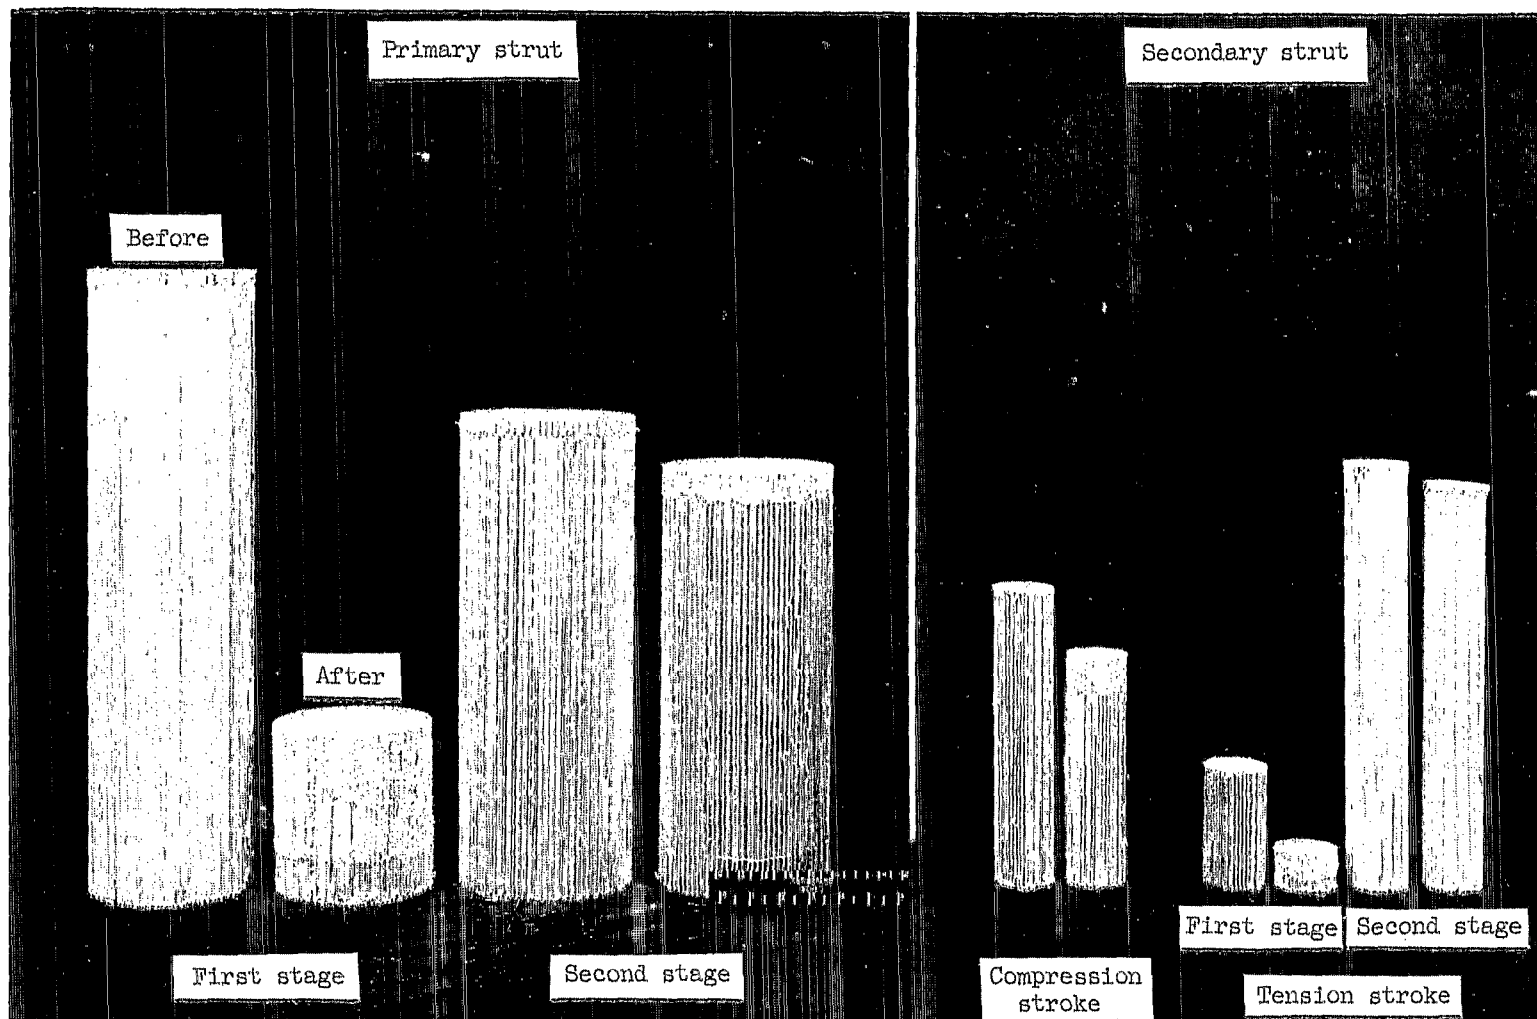 Primary strut
Secondary strut
Before
After
First stage
Second stage
Compression
stroke
First stage
Second stage
Tension stroke